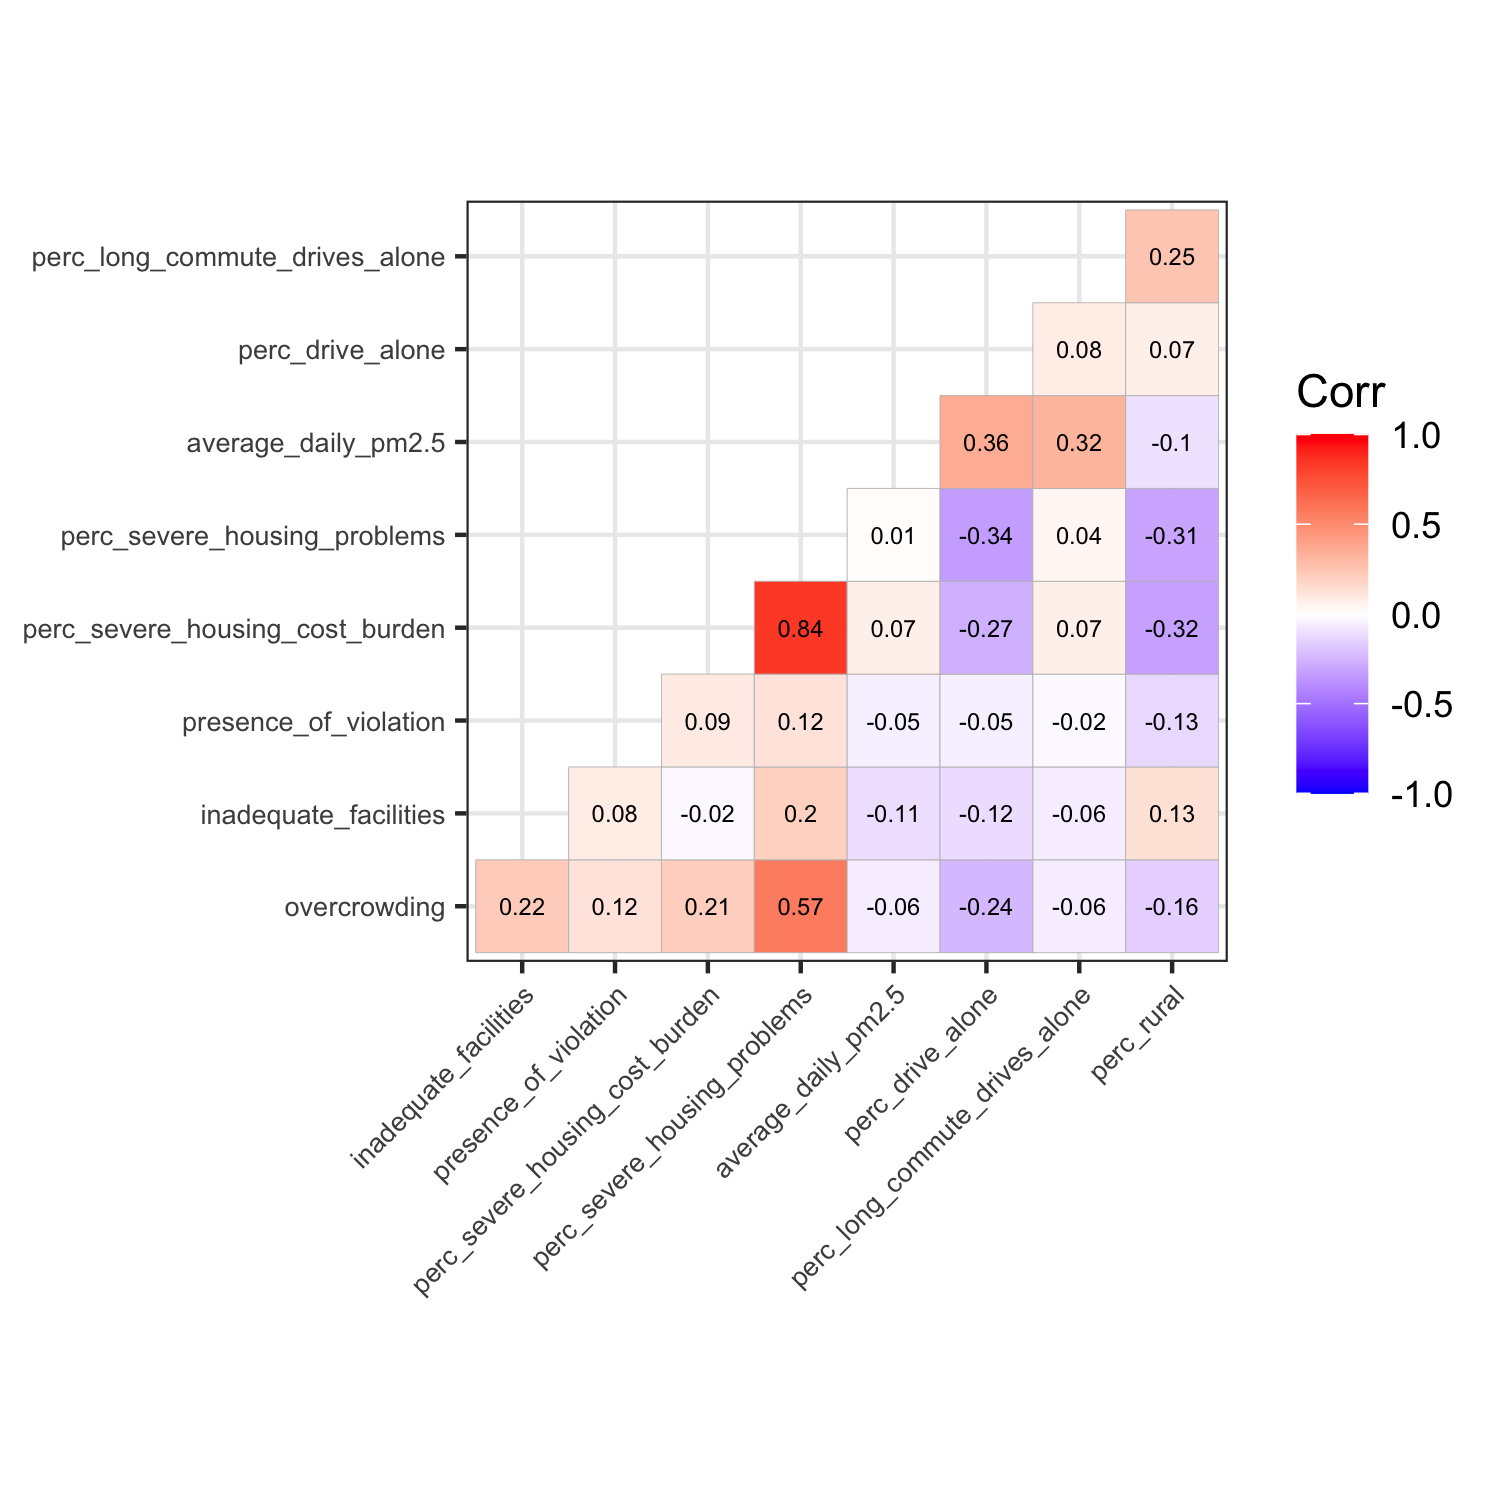 perc_long_commute_drives_alone 0.25
perc_drive_alone 0.08 0.07
average_daily_pm2.5 0.36 0.32 -0.1
perc_severe_housing_problems 0.01 -0.34 0.04 -0.31
perc_severe_housing_cost_burden 0.84 0.07 -0.27 0.07 -0.32
presence_of_violation 0.09 0.12 -0.05 -0.05 -0.02 -0.13
inadequate_facilities 0.08 -0.02 0.2 -0.11 -0.12 -0.06 0.13
overcrowding 0.22 0.12 0.21 0.57 -0.06 -0.24 -0.06 -0.16
inadequate_facilities
presence_of_violation
perc_severe_housing_cost_burden
perc_severe_housing_problems
average_daily_pm2.5
perc_drive_alone
perc_long_commute_drives_alone
perc_rural
Corr
1.0
0.5
0.0
-0.5
-1.0